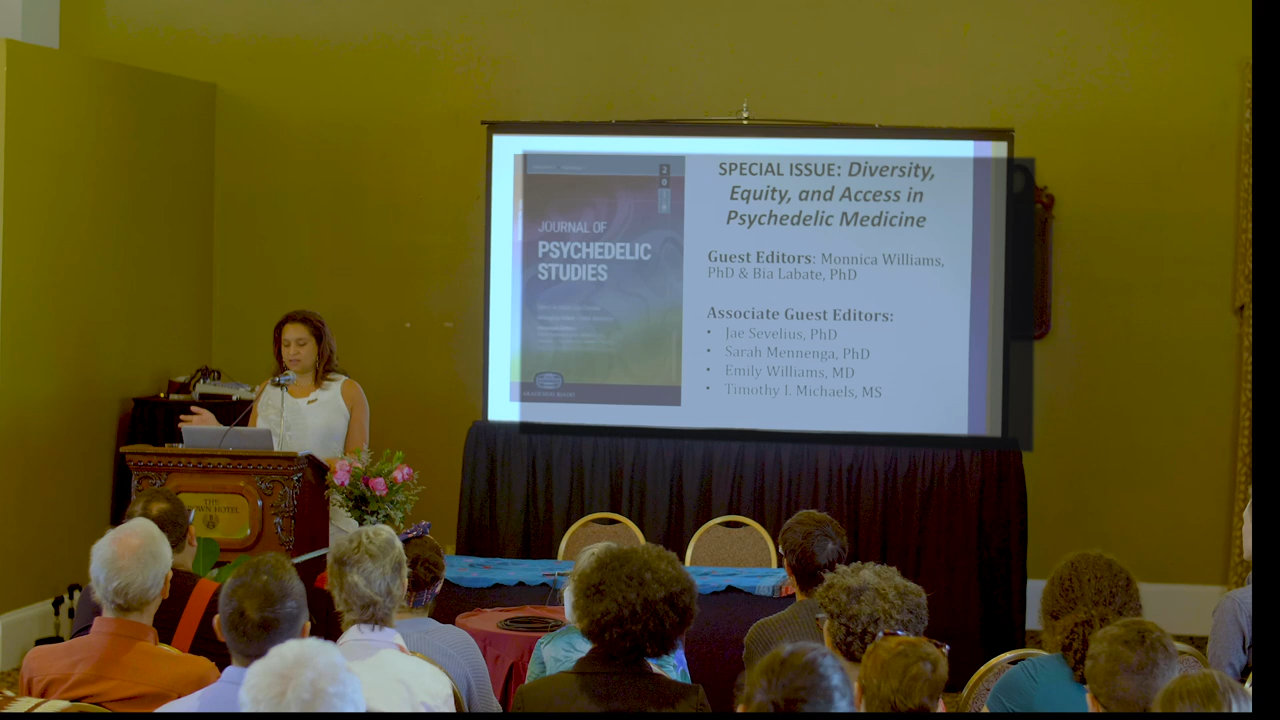 JOURNAL OF
PSYCHEDELIC
STUDIES
SPECIAL ISSUE: Diversity,
Equity, and Access in
Psychedelic Medicine
Guest Editors: Monnica Williams,
PhD & Bia Labate, PhD
Associate Guest Editors:
• Jae Sevelius, PhD
• Sarah Mennenga, PhD
• Emily Williams, MD
• Timothy I. Michaels, MS
HOTEL